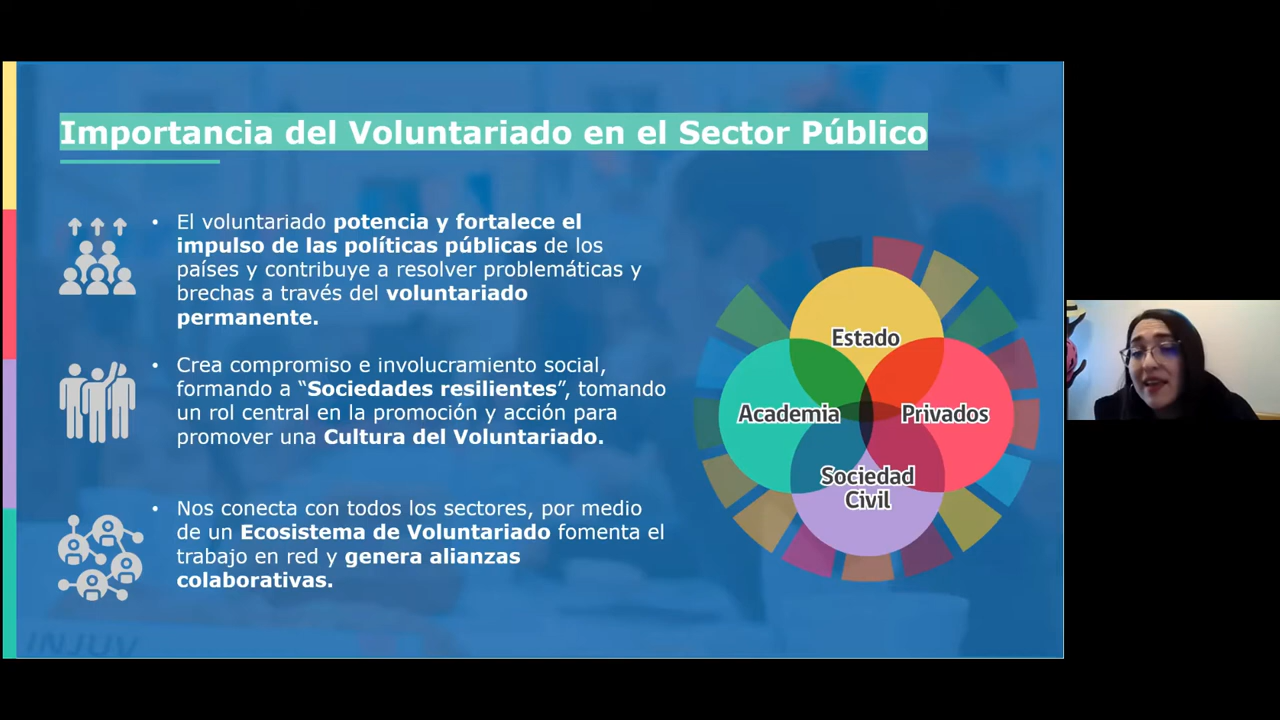 Importancia del Voluntariado en el Sector Público
El voluntariado potencia y fortalece el
impulso de las políticas públicas de los
países y contribuye a resolver problemáticas y
brechas a través del voluntariado
permanente.
Crea compromiso e involucramiento social,
formando a “Sociedades resilientes”, tomando
un rol central en la promoción y acción para
promover una Cultura del Voluntariado.
Nos conecta con todos los sectores, por medio
de un Ecosistema de Voluntariado fomenta el
trabajo en red y genera alianzas
colaborativas.
Estado
Academia
Privados
Sociedad
Civil
INJUV